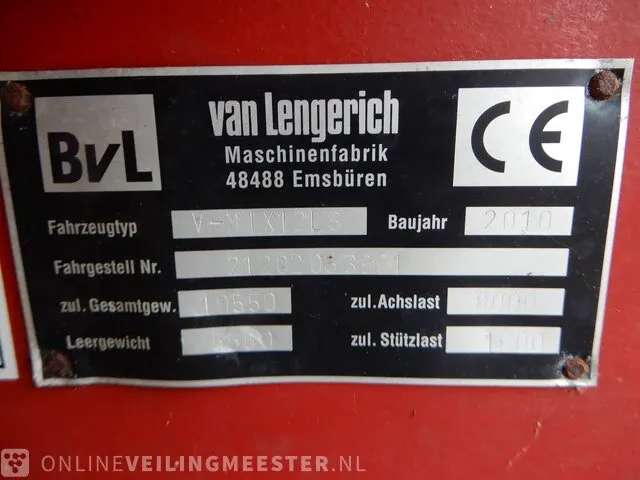 BvL
van Lengerich
Maschinenfabrik
48488 Emsbüren
CE
Fahrzeugtyp V-MIX12LS Baujahr 2010
Fahrgestell Nr.
zul. Gesamtgew. 10550 zul. Achslast
Leergewicht zul. Stützlast
ONLINEVEILINGMEESTER.NL